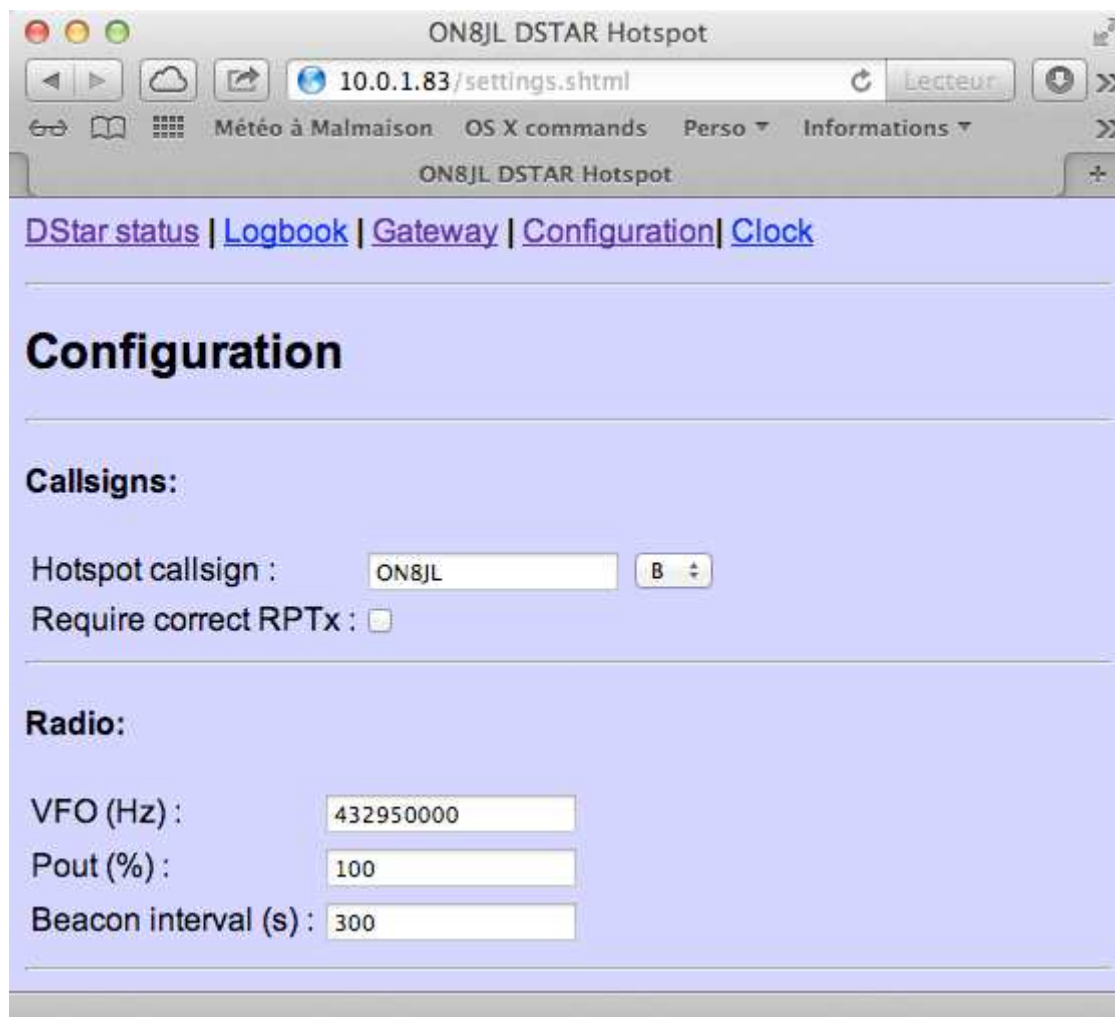 ON8JL DSTAR Hotspot
10.0.1.83/settings.shtml Lecteur
Météo à Malmaison OS X commands Perso Informations
ON8JL DSTAR Hotspot
DStar status | Logbook | Gateway | Configuration| Clock
Configuration
Callsigns:
Hotspot callsign : ON8JL B
Require correct RPTx :
Radio:
VFO (Hz) : 432950000
Pout (%) : 100
Beacon interval (s) : 300